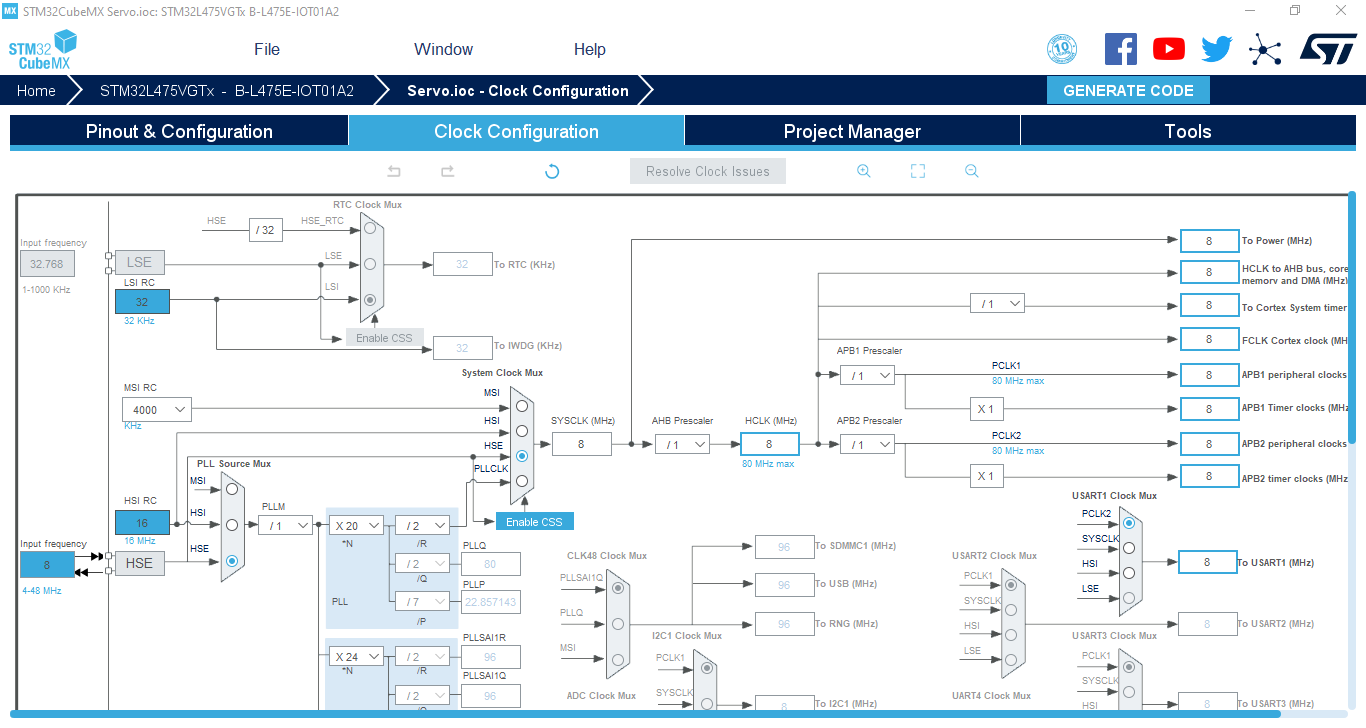 MX STM32CubeMX Servo.ioc: STM32L475VGTx B-L475E-IOT01A2
STM32 CubeMX
File Window Help
10
Home STM32L475VGTx - B-L475E-IOT01A2 Servo.ioc - Clock Configuration GENERATE CODE
Pinout & Configuration Clock Configuration Project Manager Tools
Resolve Clock Issues
RTC Clock Mux
HSE / 32 HSE_RTC
Input frequency
32.768
1-1000 KHz
LSE
LSE
32 To RTC (KHz)
LSI RC
32
32 KHz
LSI
Enable CSS
32 To IWDG (KHz)
8 To Power (MHz)
8 HCLK to AHB bus, core
memory and DMA (MHz)
/ 1 8 To Cortex System timer
8 FCLK Cortex clock (MH
APB1 Prescaler
/ 1
PCLK1
80 MHz max
8 APB1 peripheral clocks
X 1 8 APB1 Timer clocks (MHz
System Clock Mux
MSI RC
4000
KHz
MSI
HSI
HSE
PLLCLK
Enable CSS
SYSCLK (MHz)
8
AHB Prescaler
/ 1
HCLK (MHz)
8
80 MHz max
APB2 Prescaler
/ 1
PCLK2
80 MHz max
8 APB2 peripheral clocks
X 1 8 APB2 timer clocks (MHz
PLL Source Mux
MSI
HSI
HSE
HSI RC
16
16 MHz
Input frequency
8
4-48 MHz
HSE
PLLM
/ 1
X 20
*N
PLL
/ 2
/R
/ 2
/Q
/ 7
/P
PLLQ
80
PLLP
22.857143
X 24
*N
/ 2
/R
/ 2
PLLSAI1R
96
PLLSAI1Q
96
CLK48 Clock Mux
PLLSAI1Q
PLLQ
MSI
96 To SDMMC1 (MHz)
96 To USB (MHz)
96 To RNG (MHz)
ADC Clock Mux
I2C1 Clock Mux
PCLK1
SYSCLK
8 To I2C1 (MHz)
USART1 Clock Mux
PCLK2
SYSCLK
HSI
LSE
8 To USART1 (MHz)
USART2 Clock Mux
PCLK1
SYSCLK
HSI
LSE
8 To USART2 (MHz)
USART3 Clock Mux
PCLK1
SYSCLK
HSI
8 To USART3 (MHz)
UART4 Clock Mux